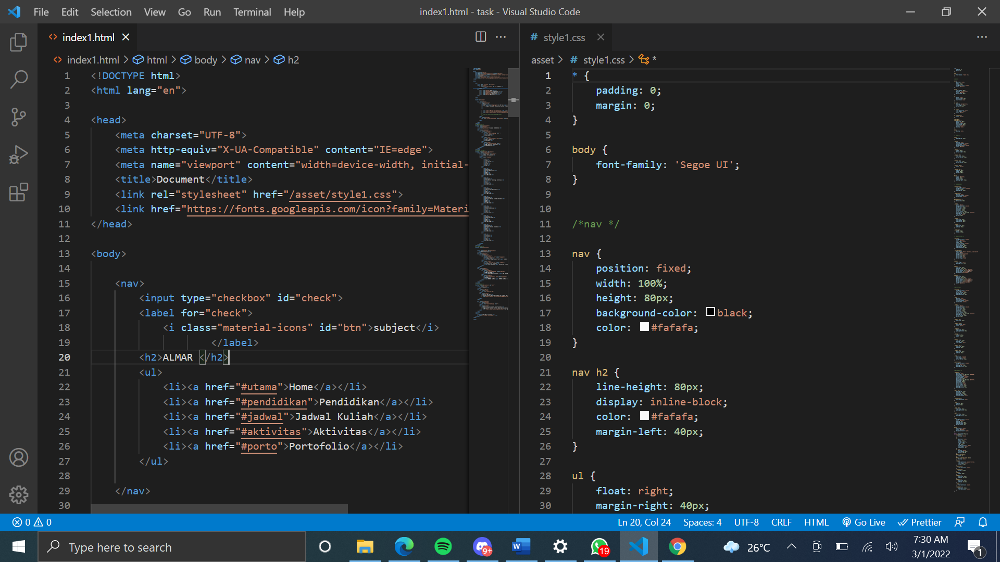 File Edit Selection View Go Run Terminal Help
index1.html - task - Visual Studio Code
index1.html
index1.html > html > body > nav > h2
1 <!DOCTYPE html>
2 <html lang="en">
3
4 <head>
5 <meta charset="UTF-8">
6 <meta http-equiv="X-UA-Compatible" content="IE=edge">
7 <meta name="viewport" content="width=device-width, initial-
8 <title>Document</title>
9 <link rel="stylesheet" href="/asset/style1.css">
10 <link href="https://fonts.googleapis.com/icon?family=Materi
11 </head>
12
13 <body>
14
15 <nav>
16 <input type="checkbox" id="check">
17 <label for="check">
18 <i class="material-icons" id="btn">subject</i>
19 </label>
20 <h2>ALMAR </h2>
21 <ul>
22 <li><a href="#utama">Home</a></li>
23 <li><a href="#pendidikan">Pendidikan</a></li>
24 <li><a href="#jadwal">Jadwal Kuliah</a></li>
25 <li><a href="#aktivitas">Aktivitas</a></li>
26 <li><a href="#porto">Portofolio</a></li>
27 </ul>
28
29 </nav>
30
# style1.css
asset > # style1.css > *
1 * {
2 padding: 0;
3 margin: 0;
4 }
5
6 body {
7 font-family: 'Segoe UI';
8 }
9
10
11 /*nav */
12
13 nav {
14 position: fixed;
15 width: 100%;
16 height: 80px;
17 background-color: black;
18 color: #fafafa;
19 }
20
21 nav h2 {
22 line-height: 80px;
23 display: inline-block;
24 color: #fafafa;
25 margin-left: 40px;
26 }
27
28 ul {
29 float: right;
30 margin-right: 40px;
0 0
Ln 20, Col 24 Spaces: 4 UTF-8 CRLF HTML Go Live Prettier
Type here to search
9+
W
19
26°C
7:30 AM
3/1/2022
1